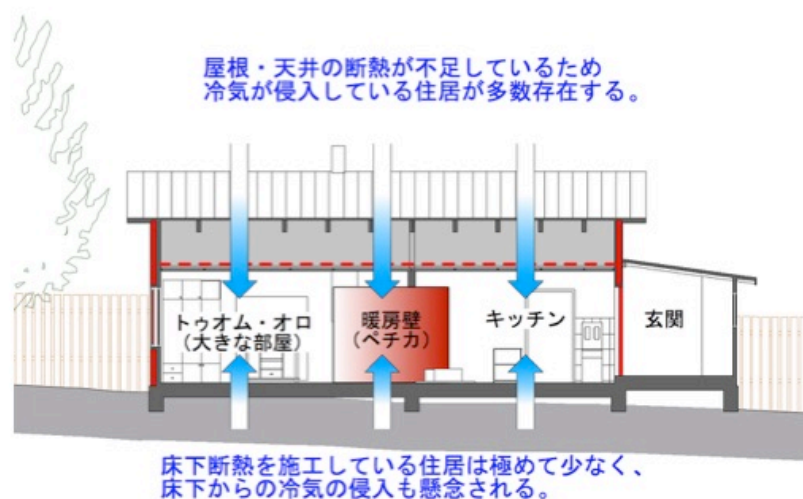 屋根・天井の断熱が不足しているため
冷気が侵入している住居が多数存在する。
トゥオム・オロ
（大きな部屋）
暖房壁
（ペチカ）
キッチン
玄関
床下断熱を施工している住居は極めて少なく、
床下からの冷気の侵入も懸念される。